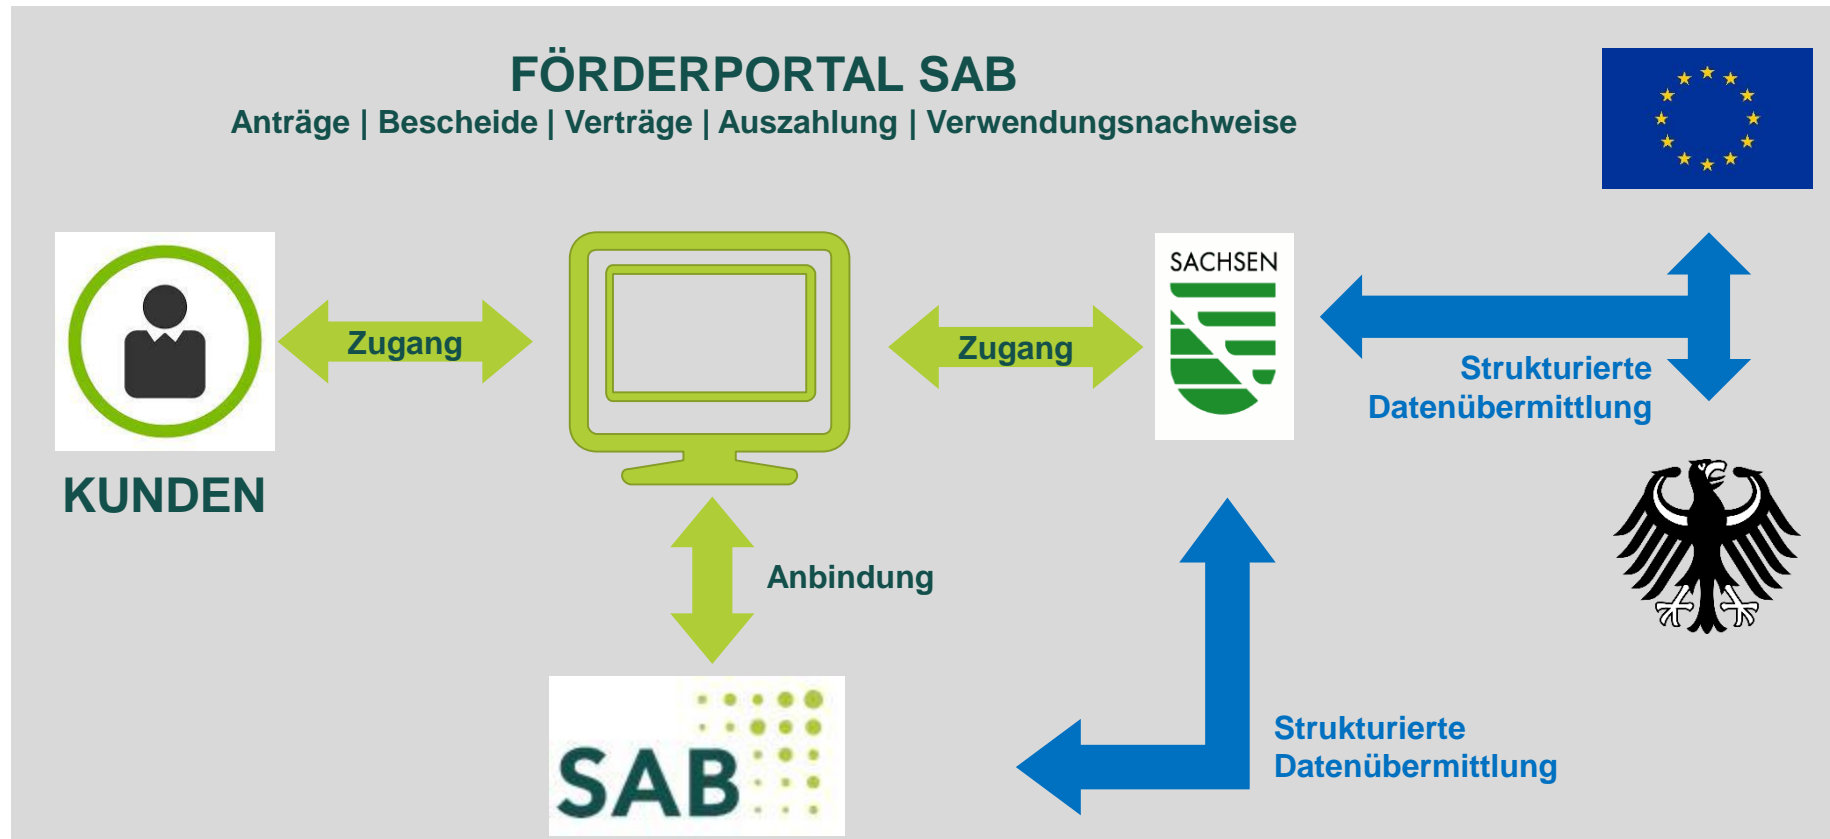 FÖRDERPORTAL SAB
Anträge | Bescheide | Verträge | Auszahlung | Verwendungsnachweise
SACHSEN
Zugang
Zugang
Strukturierte
Datenübermittlung
KUNDEN
Anbindung
Strukturierte
Datenübermittlung
SAB